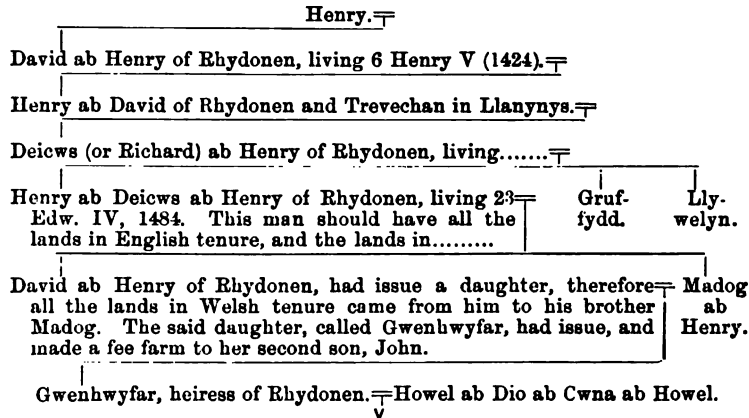 Henry.
David ab Henry of Rhydonen, living 6 Henry V (1424).
Henry ab David of Rhydonen and Trevechan in Llanynys.
Deicws (or Richard) ab Henry of Rhydonen, living.......
Henry ab Deicws ab Henry of Rhydonen, living 23 Gruf- Lly-
Edw. IV, 1484. This man should have all the fydd. welyn.
lands in English tenure, and the lands in.........
David ab Henry of Rhydonen, had issue a daughter, therefore Madog
all the lands in Welsh tenure came from him to his brother ab
Madog. The said daughter, called Gwenhwyfar, had issue, and Henry.
made a fee farm to her second son, John.
Gwenhwyfar, heiress of Rhydonen. Howel ab Dio ab Cwna ab Howel.